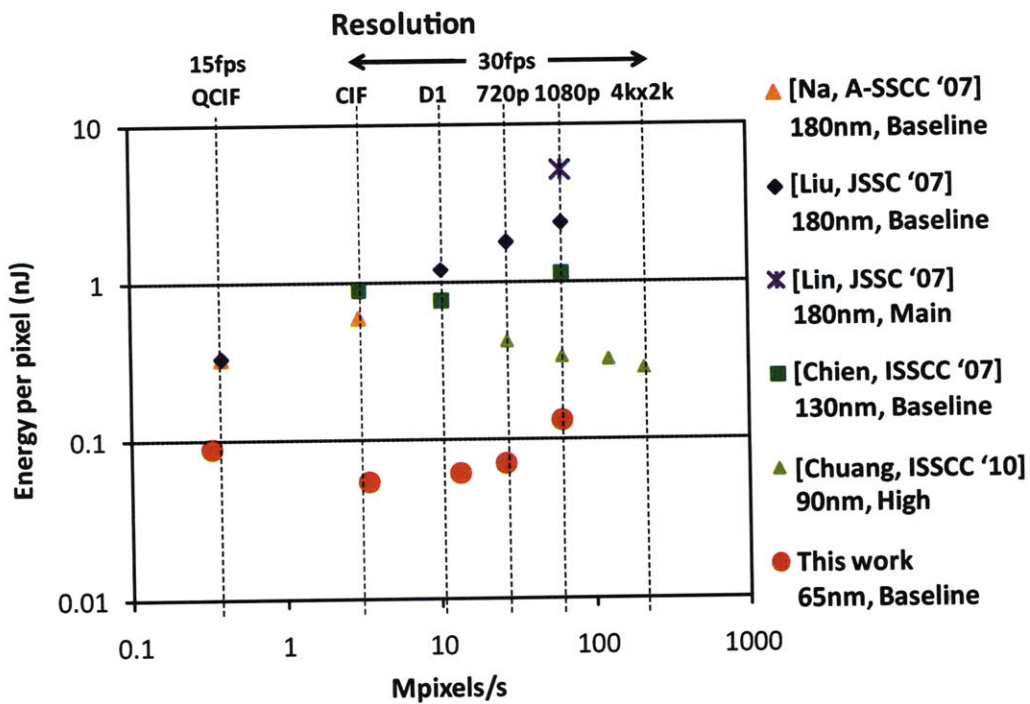 Resolution
15fps
30fps
QCIF
CIF
D1
720p
1080p
4kx2k
10
1
0.1
0.01
Energy per pixel (nJ)
0.1
1
10
100
1000
Mpixels/s
[Na, A-SSCC ‘07]
180nm, Baseline
[Liu, JSSC ‘07]
180nm, Baseline
[Lin, JSSC ‘07]
180nm, Main
[Chien, ISSCC ‘07]
130nm, Baseline
[Chuang, ISSCC ‘10]
90nm, High
This work
65nm, Baseline